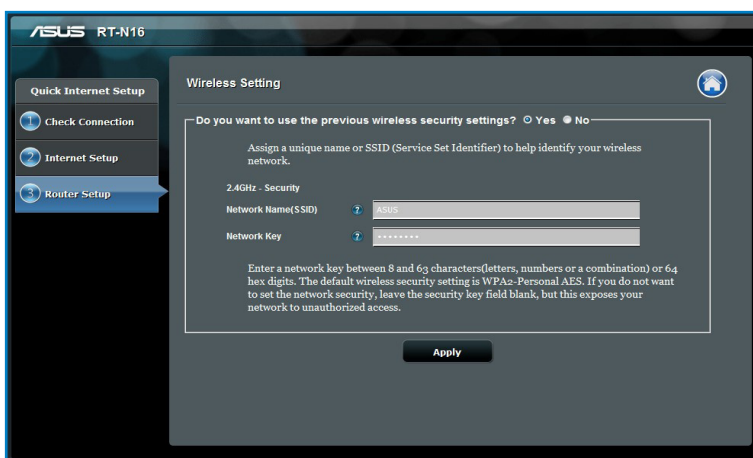 ASUS RT-N16
Quick Internet Setup
1 Check Connection
2 Internet Setup
3 Router Setup
Wireless Setting
Do you want to use the previous wireless security settings? Yes No
Assign a unique name or SSID (Service Set Identifier) to help identify your wireless
network.
2.4GHz - Security
Network Name(SSID) ? ASUS
Network Key ? ········
Enter a network key between 8 and 63 characters(letters, numbers or a combination) or 64
hex digits. The default wireless security setting is WPA2-Personal AES. If you do not want
to set the network security, leave the security key field blank, but this exposes your
network to unauthorized access.
Apply